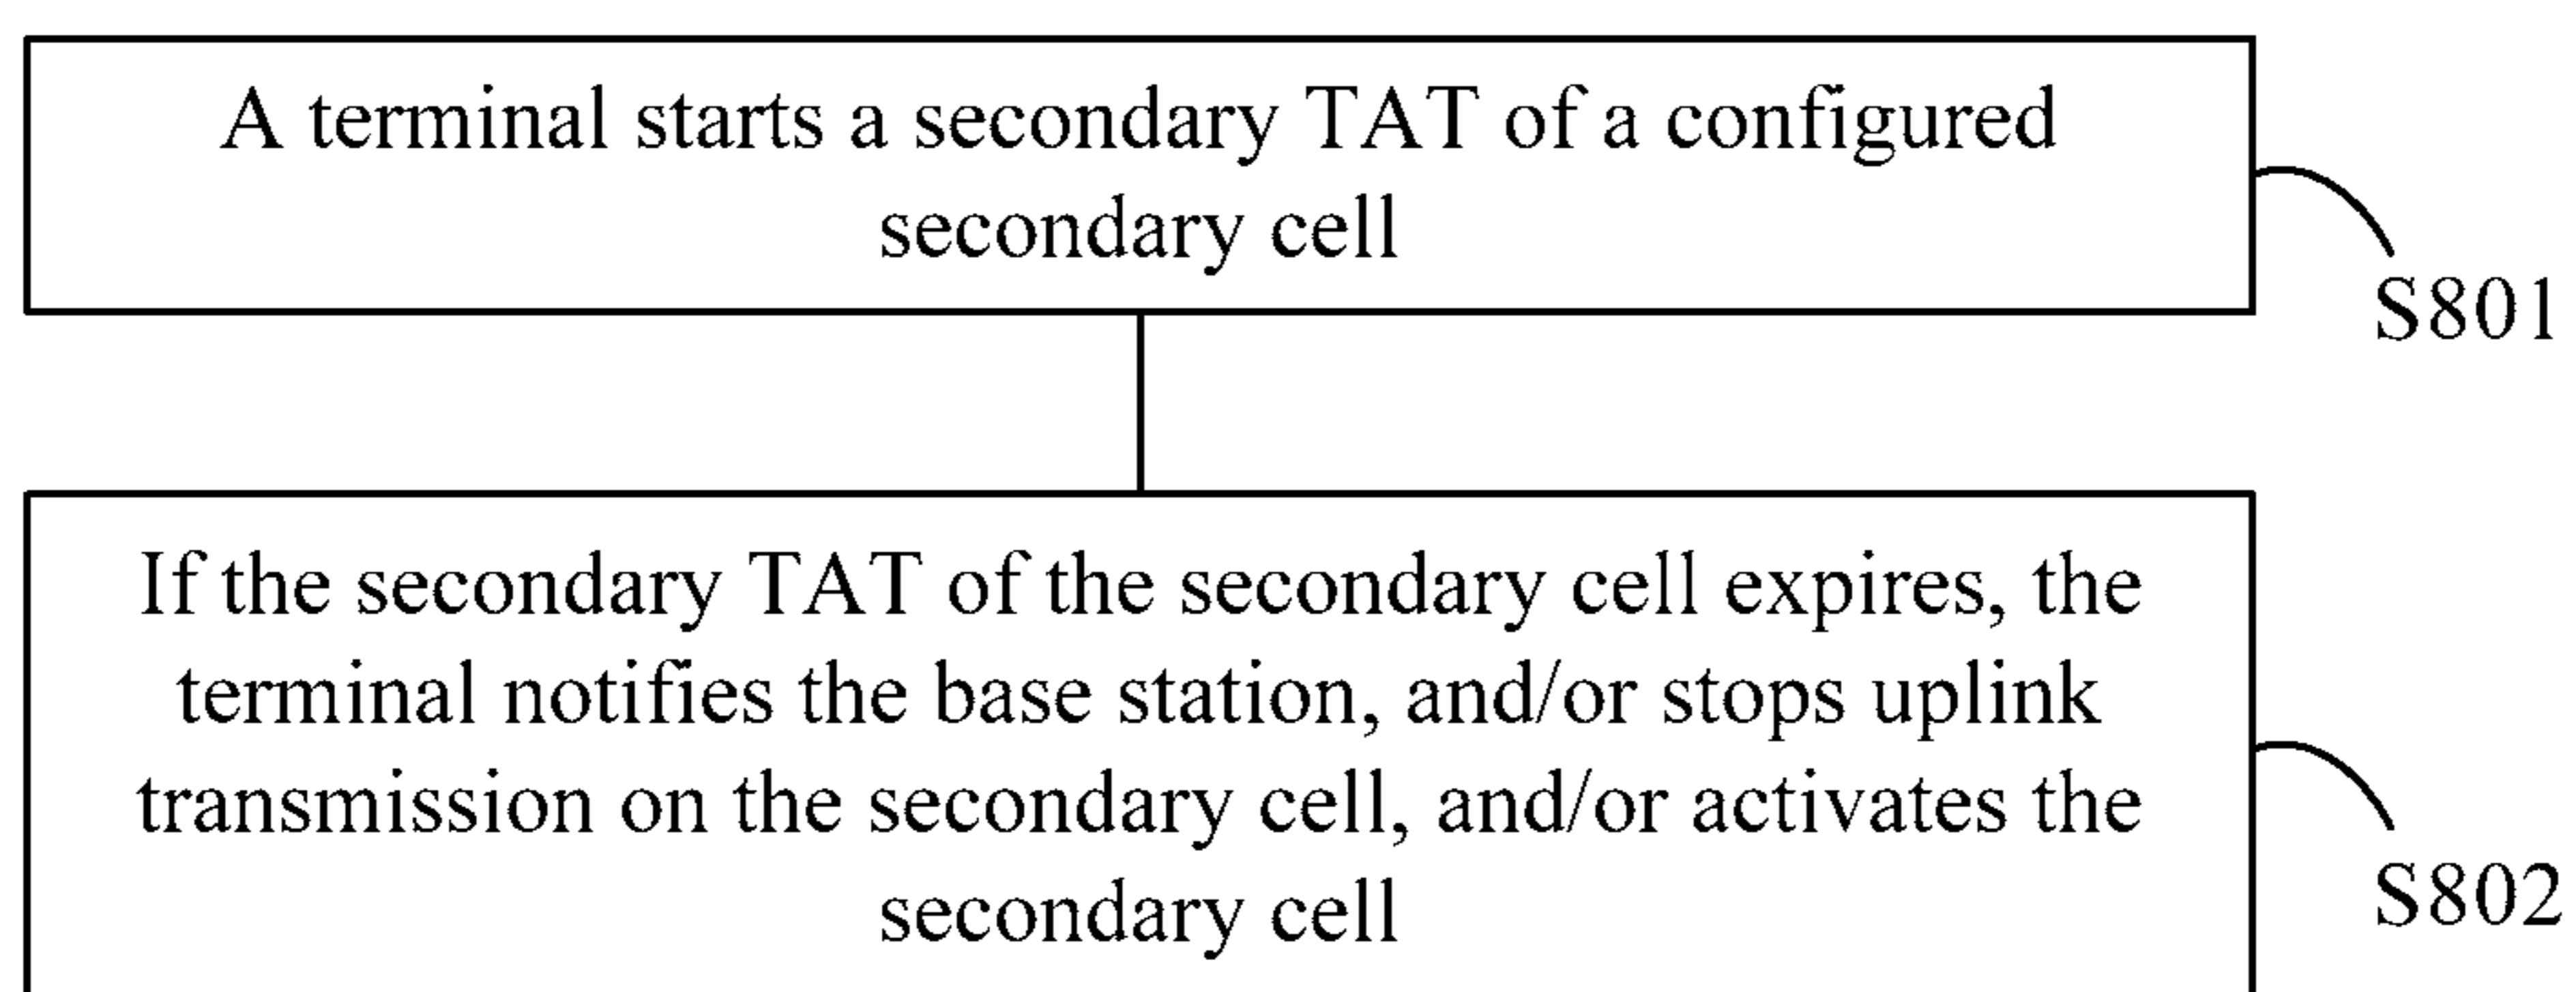 A terminal starts a secondary TAT of a configured
secondary cell
S801
If the secondary TAT of the secondary cell expires, the
terminal notifies the base station, and/or stops uplink
transmission on the secondary cell, and/or activates the
secondary cell
S802